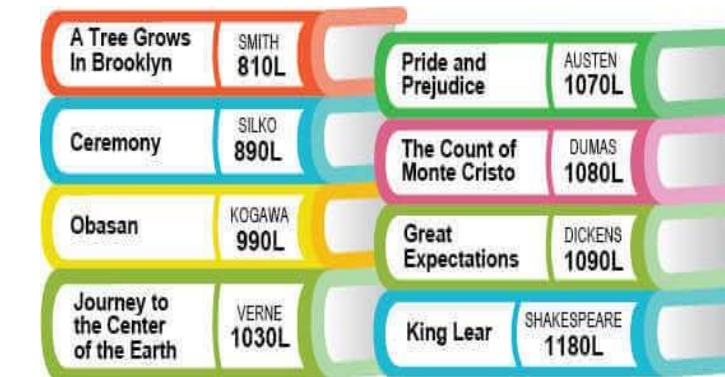 A Tree Grows
In Brooklyn
SMITH
810L
Ceremony
SILKO
890L
Obasan
KOGAWA
990L
Journey to
the Center
of the Earth
VERNE
1030L
Pride and
Prejudice
AUSTEN
1070L
The Count of
Monte Cristo
DUMAS
1080L
Great
Expectations
DICKENS
1090L
King Lear
SHAKESPEARE
1180L